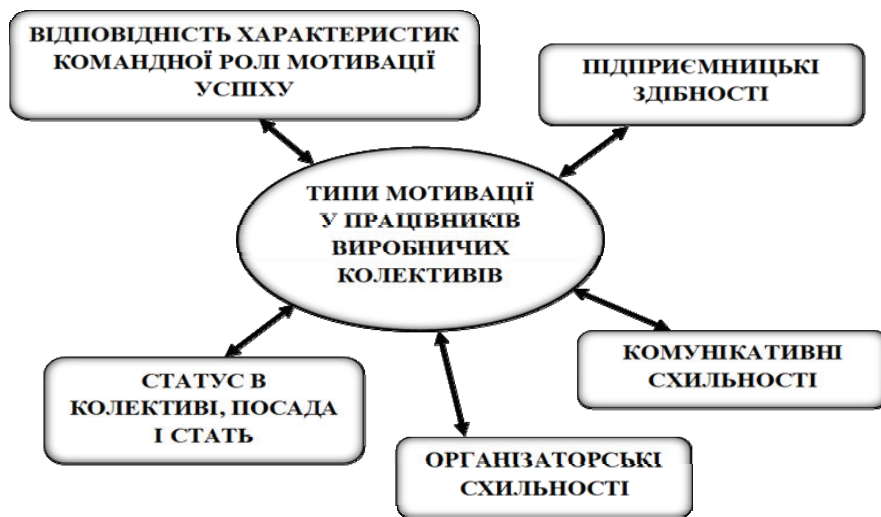 ВІДПОВІДНІСТЬ ХАРАКТЕРИСТИК
КОМАНДНОЇ РОЛІ МОТИВАЦІЇ
УСПІХУ
ПІДПРИЄМНИЦЬКІ
ЗДІБНОСТІ
ТИПИ МОТИВАЦІЇ
У ПРАЦІВНИКІВ
ВИРОБНИЧИХ
КОЛЕКТИВІВ
КОМУНІКАТИВНІ
СХИЛЬНОСТІ
СТАТУС В
КОЛЕКТИВІ, ПОСАДА
І СТАТЬ
ОРГАНІЗАТОРСЬКІ
СХИЛЬНОСТІ